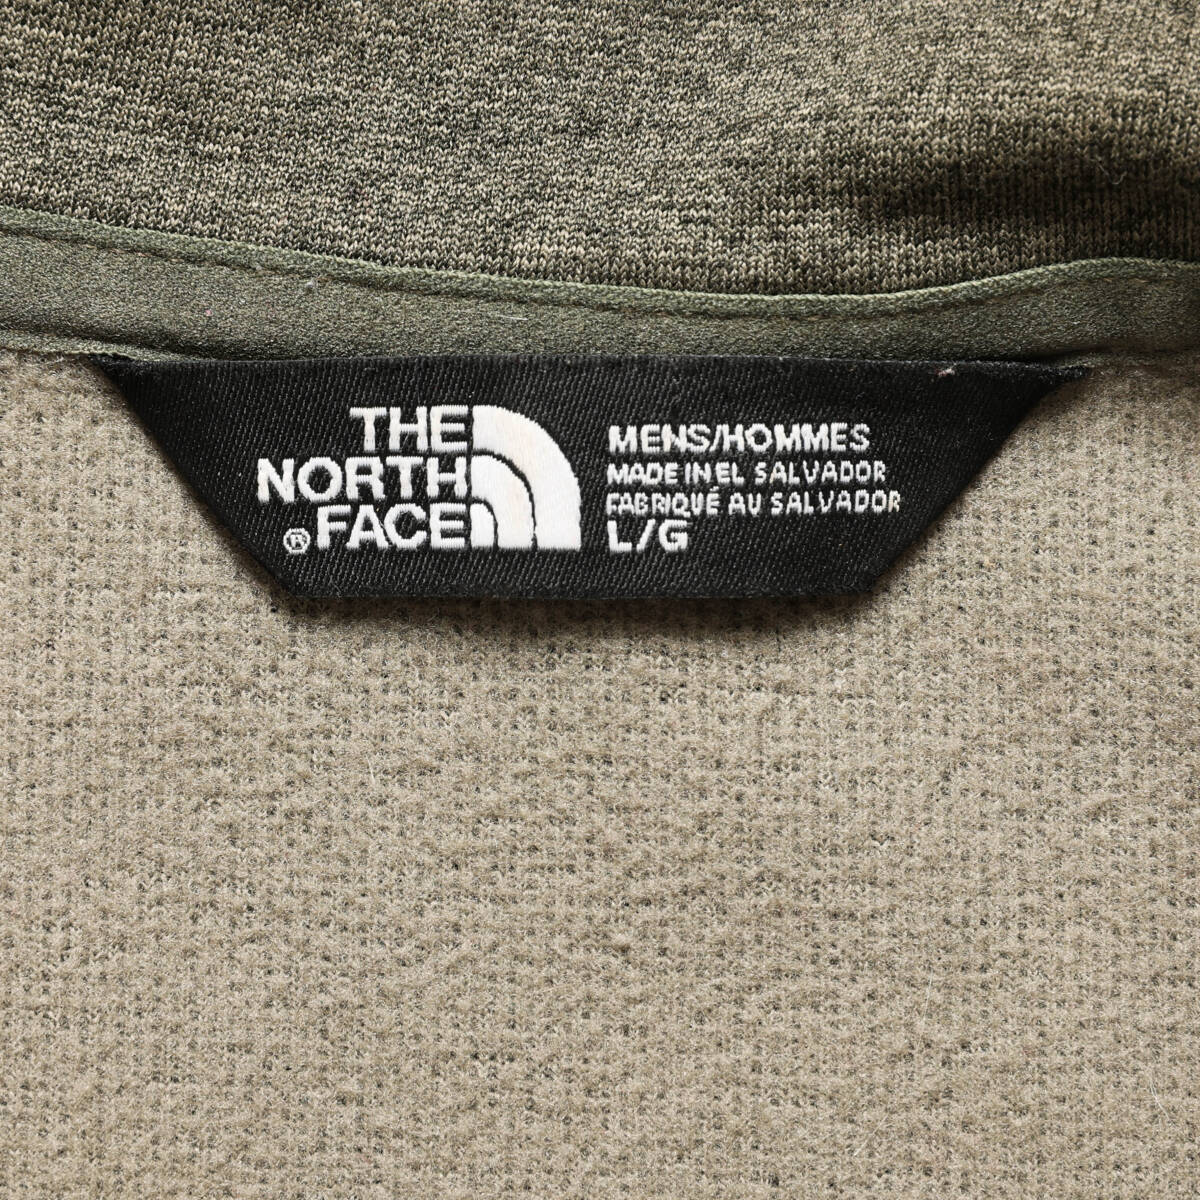 THE
NORTH
® FACE
MENS/HOMMES
MADE IN EL SALVADOR
FABRIQUÉ AU SALVADOR
L/G